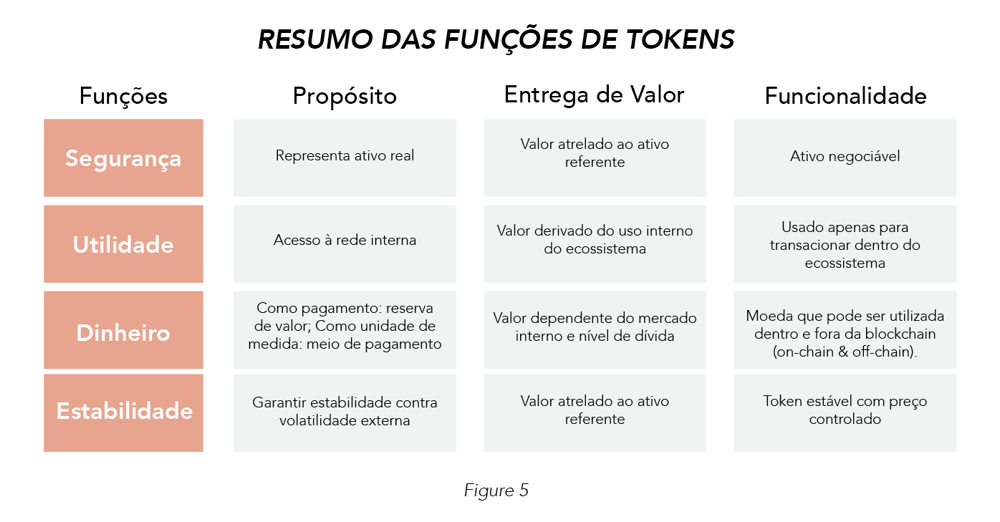 RESUMO DAS FUNÇÕES DE TOKENS
Funções
Propósito
Entrega de Valor
Funcionalidade
Segurança
Representa ativo real
Valor atrelado ao ativo
referente
Ativo negociável
Utilidade
Acesso à rede interna
Valor derivado do uso interno
do ecossistema
Usado apenas para
transacionar dentro do
ecossistema
Dinheiro
Como pagamento: reserva
de valor; Como unidade de
medida: meio de pagamento
Valor dependente do mercado
interno e nível de dívida
Moeda que pode ser utilizada
dentro e fora da blockchain
(on-chain & off-chain).
Estabilidade
Garantir estabilidade contra
volatilidade externa
Valor atrelado ao ativo
referente
Token estável com preço
controlado
Figure 5